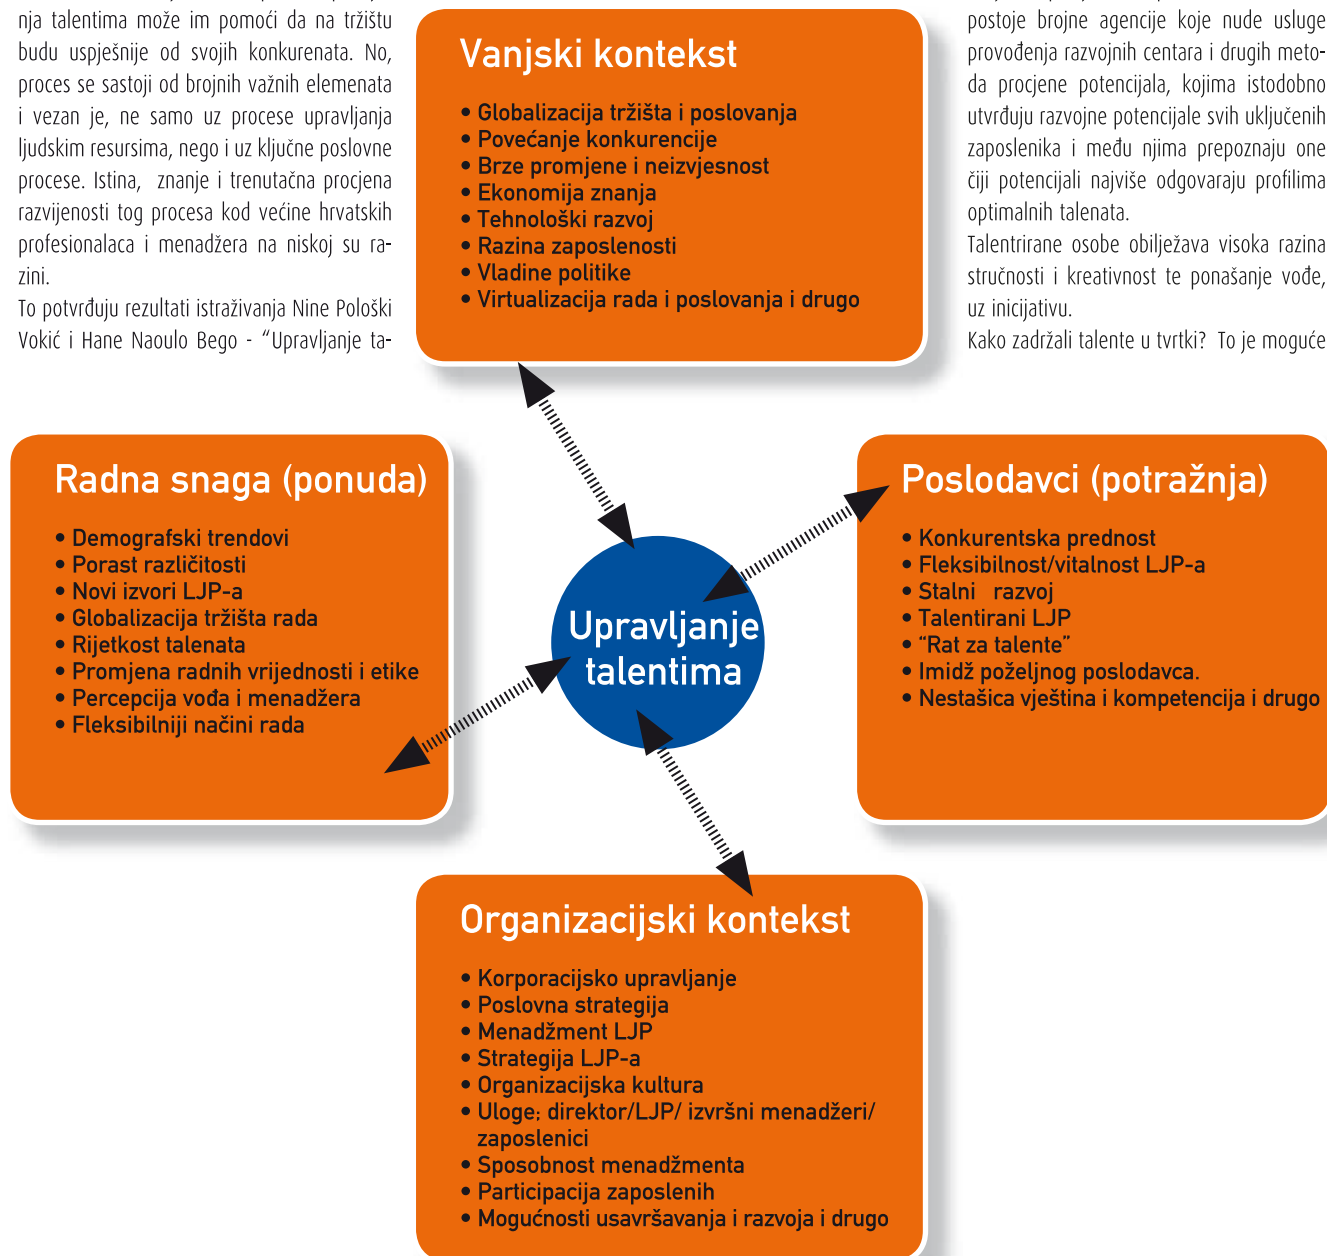 nja talentima može im pomoći da na tržištu
budu uspješnije od svojih konkurenata. No,
proces se sastoji od brojnih važnih elemenata
i vezan je, ne samo uz procese upravljanja
ljudskim resursima, nego i uz ključne poslovne
procese. Istina, znanje i trenutačna procjena
razvijenosti tog procesa kod većine hrvatskih
profesionalaca i menadžera na niskoj su ra-
zini.
To potvrđuju rezultati istraživanja Nine Pološki
Vokić i Hane Naoulo Bego - “Upravljanje ta-
Vanjski kontekst
• Globalizacija tržišta i poslovanja
• Povećanje konkurencije
• Brze promjene i neizvjesnost
• Ekonomija znanja
• Tehnološki razvoj
• Razina zaposlenosti
• Vladine politike
• Virtualizacija rada i poslovanja i drugo
postoje brojne agencije koje nude usluge
provođenja razvojnih centara i drugih meto-
da procjene potencijala, kojima istodobno
utvrđuju razvojne potencijale svih uključenih
zaposlenika i među njima prepoznaju one
čiji potencijali najviše odgovaraju profilima
optimalnih talenata.
Talentrirane osobe obilježava visoka razina
stručnosti i kreativnost te ponašanje vođe,
uz inicijativu.
Kako zadržali talente u tvrtki? To je moguće
Radna snaga (ponuda)
• Demografski trendovi
• Porast različitosti
• Novi izvori LJP-a
• Globalizacija tržišta rada
• Rijetkost talenata
• Promjena radnih vrijednosti i etike
• Percepcija vođa i menadžera
• Fleksibilniji načini rada
Upravljanje
talentima
Poslodavci (potražnja)
• Konkurentska prednost
• Fleksibilnost/vitalnost LJP-a
• Stalni razvoj
• Talentirani LJP
• “Rat za talente”
• Imidž poželjnog poslodavca.
• Nestašica vještina i kompetencija i drugo
Organizacijski kontekst
• Korporacijsko upravljanje
• Poslovna strategija
• Menadžment LJP
• Strategija LJP-a
• Organizacijska kultura
• Uloge; direktor/LJP/ izvršni menadžeri/
zaposlenici
• Sposobnost menadžmenta
• Participacija zaposlenih
• Mogućnosti usavršavanja i razvoja i drugo